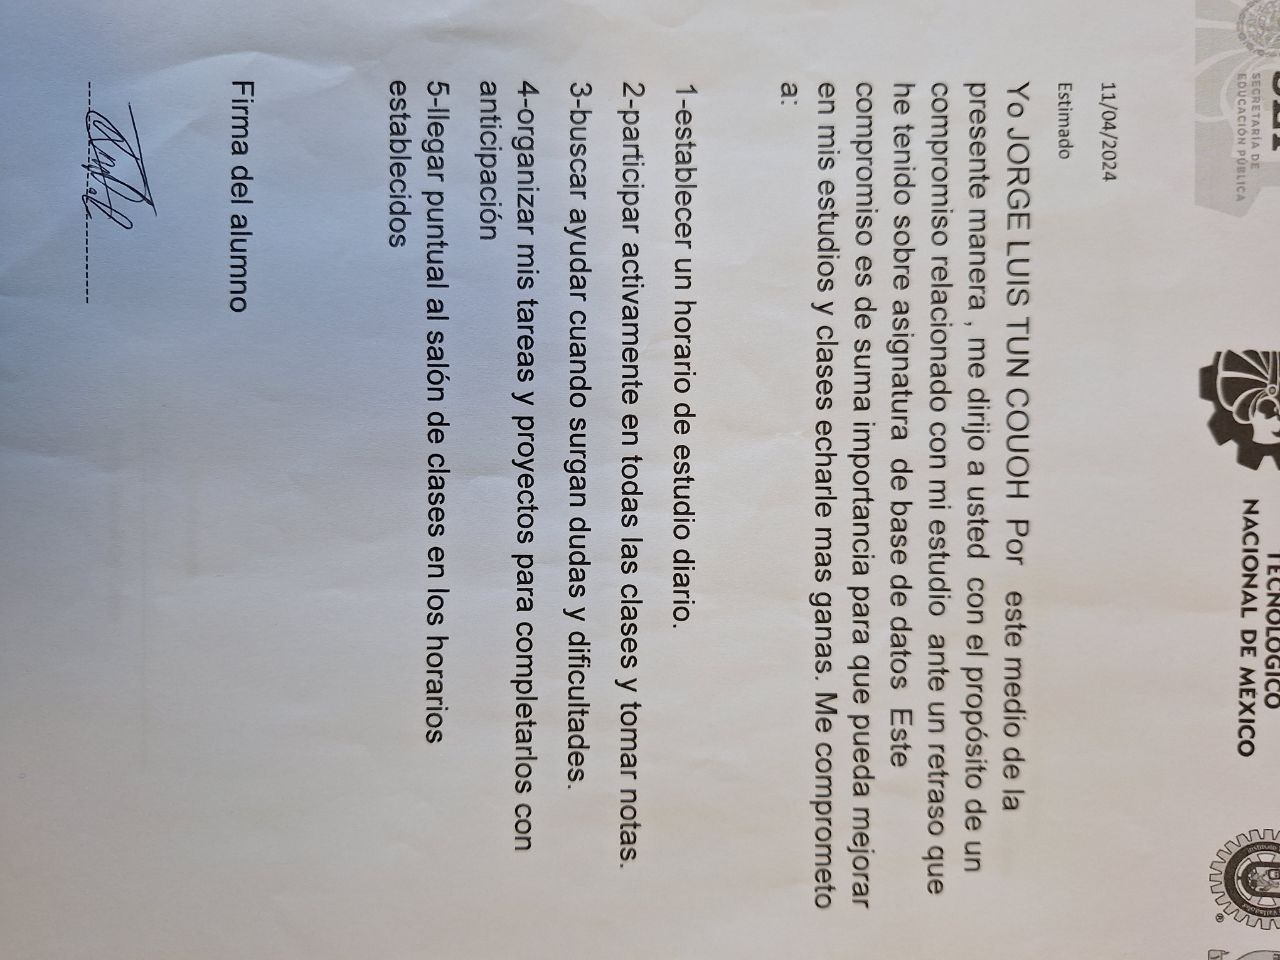 SECRETARÍA DE
EDUCACIÓN PÚBLICA
TECNOLÓGICO
NACIONAL DE MÉXICO
11/04/2024
Estimado
Yo JORGE LUIS TUN COUOH Por este medio de la
presente manera , me dirijo a usted con el propósito de un
compromiso relacionado con mi estudio ante un retraso que
he tenido sobre asignatura de base de datos Este
compromiso es de suma importancia para que pueda mejorar
en mis estudios y clases echarle mas ganas. Me comprometo
a:
1-establecer un horario de estudio diario.
2-participar activamente en todas las clases y tomar notas.
3-buscar ayudar cuando surgan dudas y dificultades.
4-organizar mis tareas y proyectos para completarlos con
anticipación
5-llegar puntual al salón de clases en los horarios
establecidos
Firma del alumno